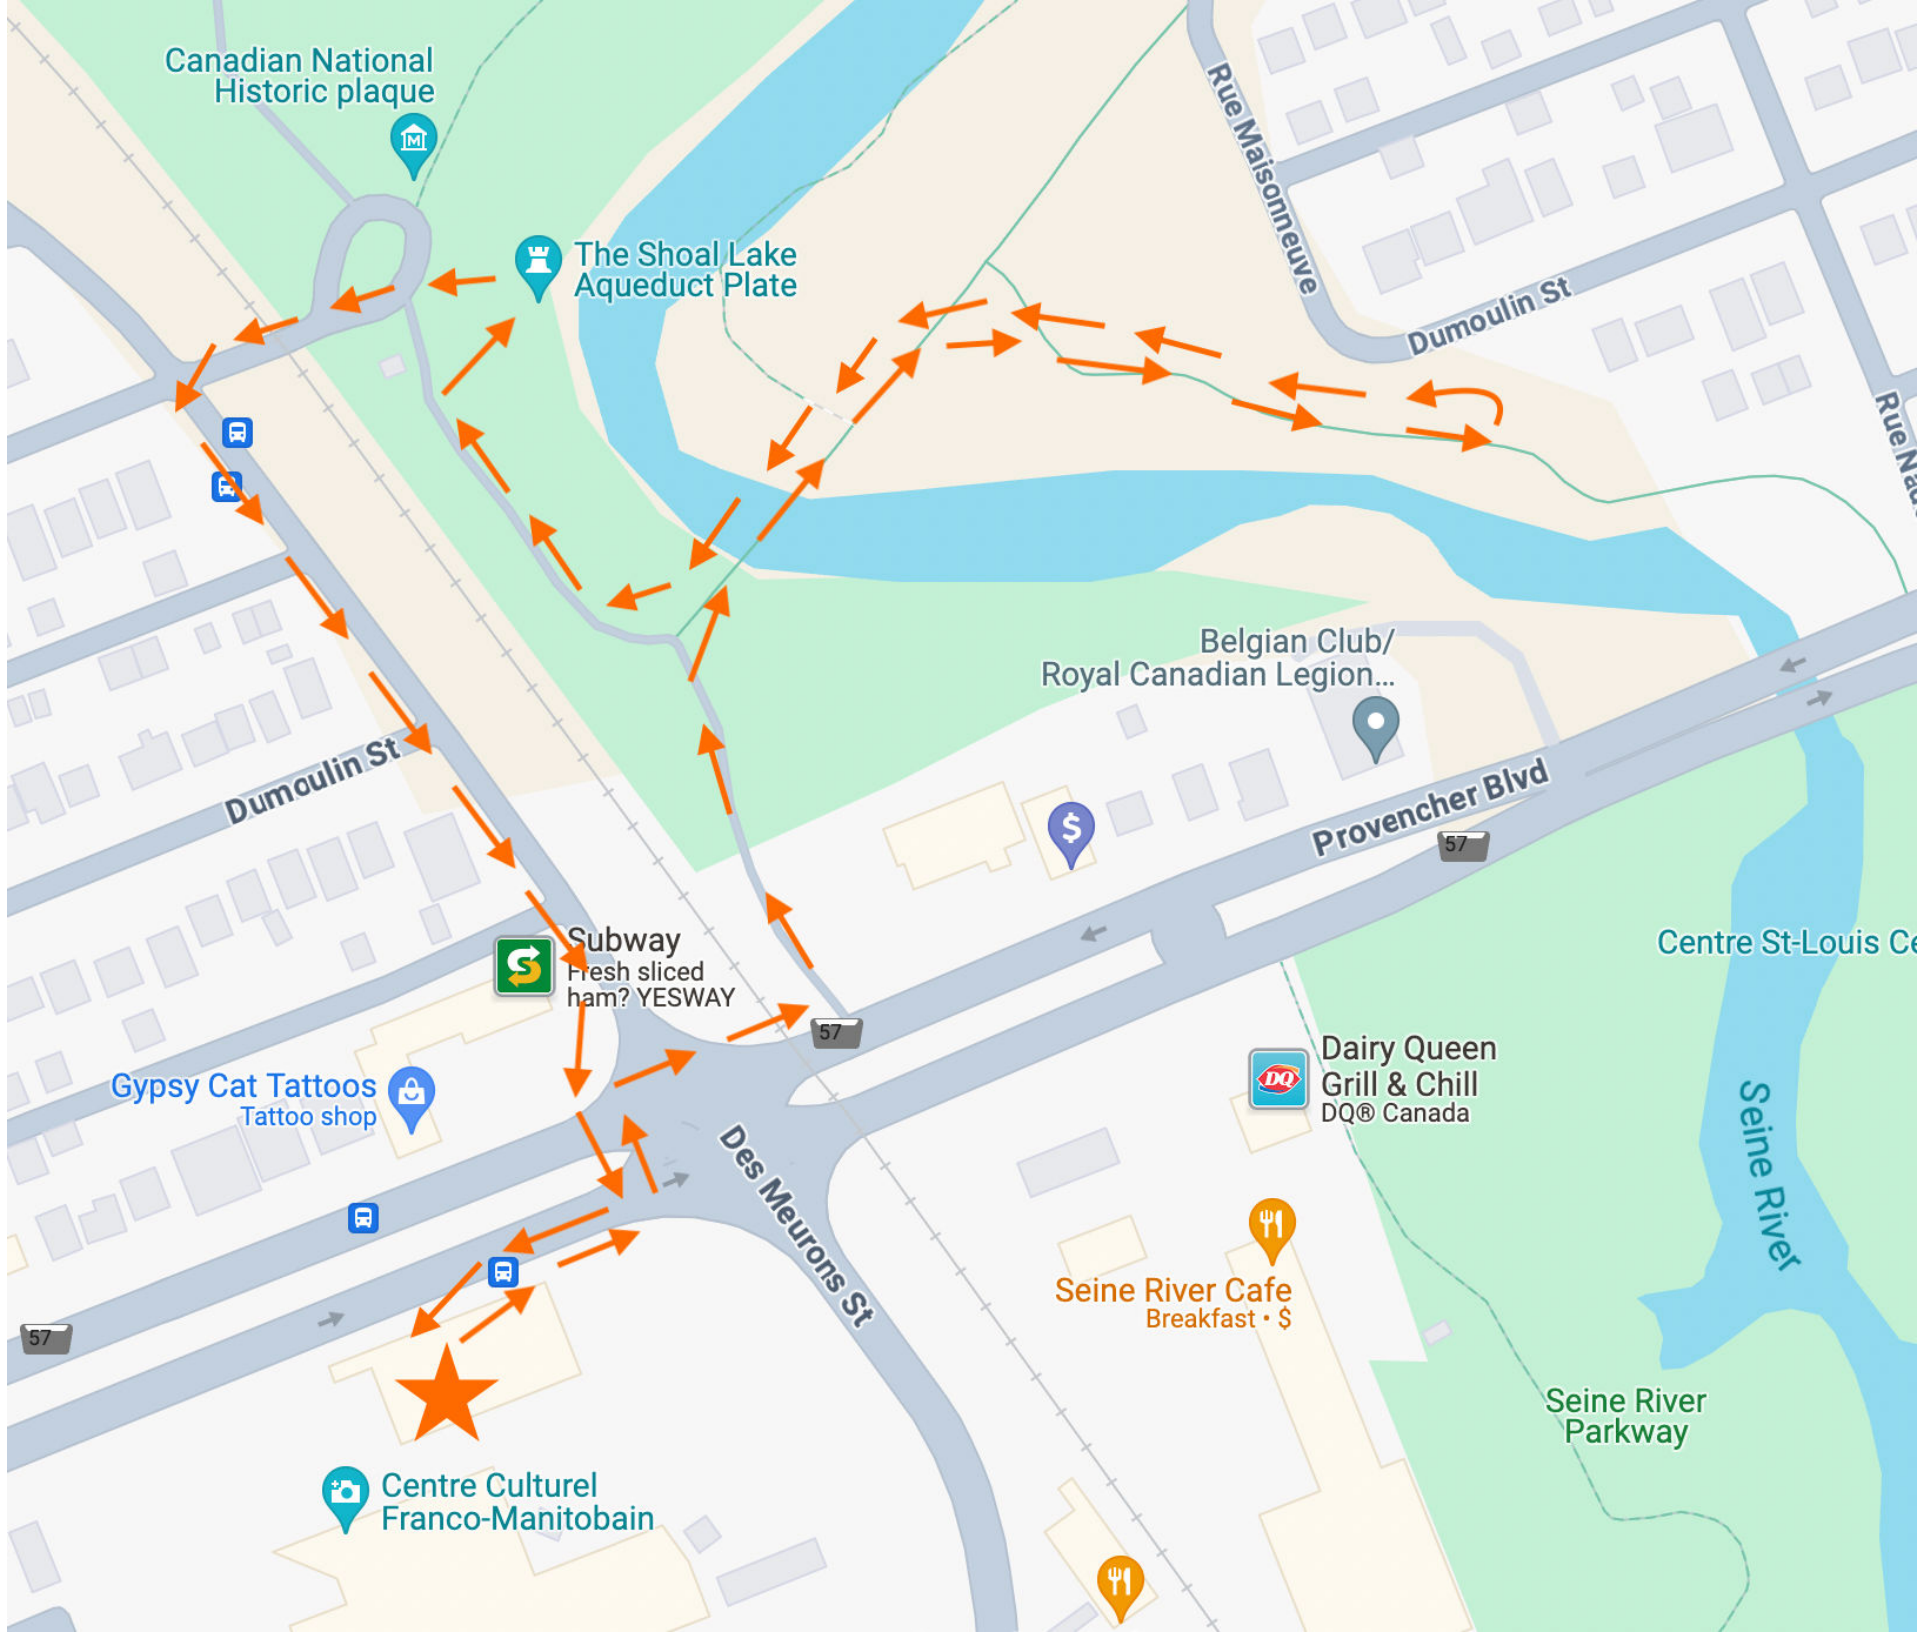 Canadian National
Historic plaque
The Shoal Lake
Aqueduct Plate
Rue Maisonneuve
Dumoulin St
Belgian Club/
Royal Canadian Legion...
Dumoulin St
Provencher Blvd
57
$
Subway
Fresh sliced
ham? YESWAY
57
Centre St-Louis Ce
Gypsy Cat Tattoos
Tattoo shop
Des Meurons St
DQ
Dairy Queen
Grill & Chill
DQ® Canada
Seine River
Seine River Cafe
Breakfast • $
57
Seine River
Parkway
Centre Culturel
Franco-Manitobain